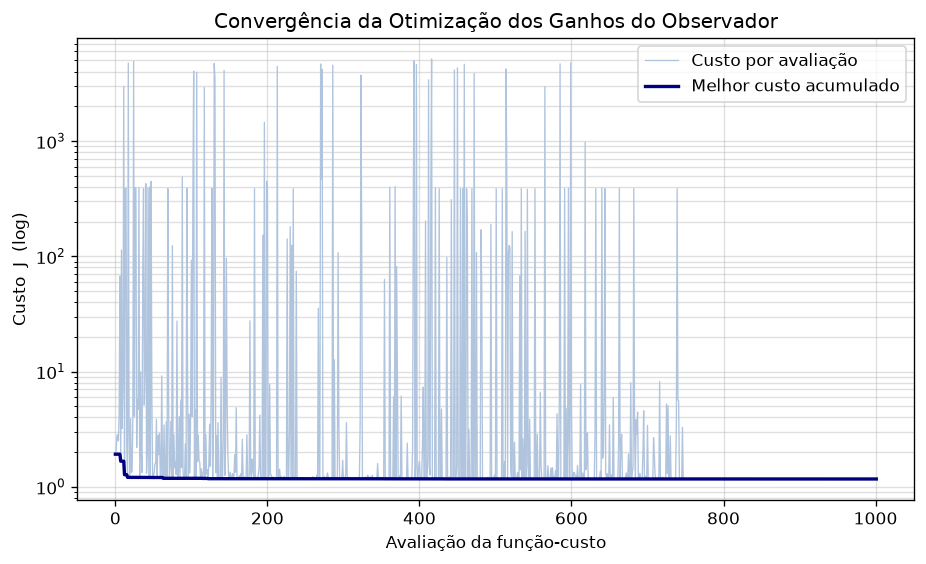 Convergência da Otimização dos Ganhos do Observador
Custo por avaliação
Melhor custo acumulado
Custo J (log)
10³
10²
10¹
10⁰
0 200 400 600 800 1000
Avaliação da função-custo